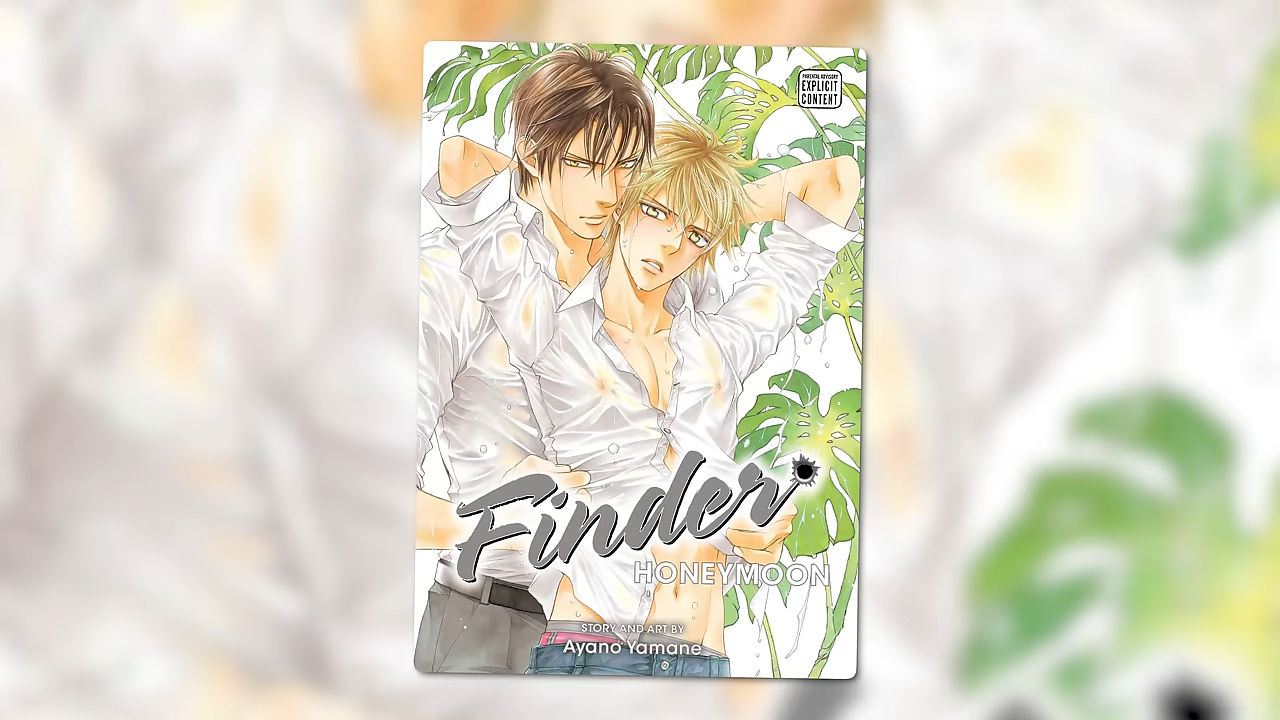 PARENTAL ADVISORY
EXPLICIT
CONTENT
Finder
HONEYMOON
STORY AND ART BY
Ayano Yamane